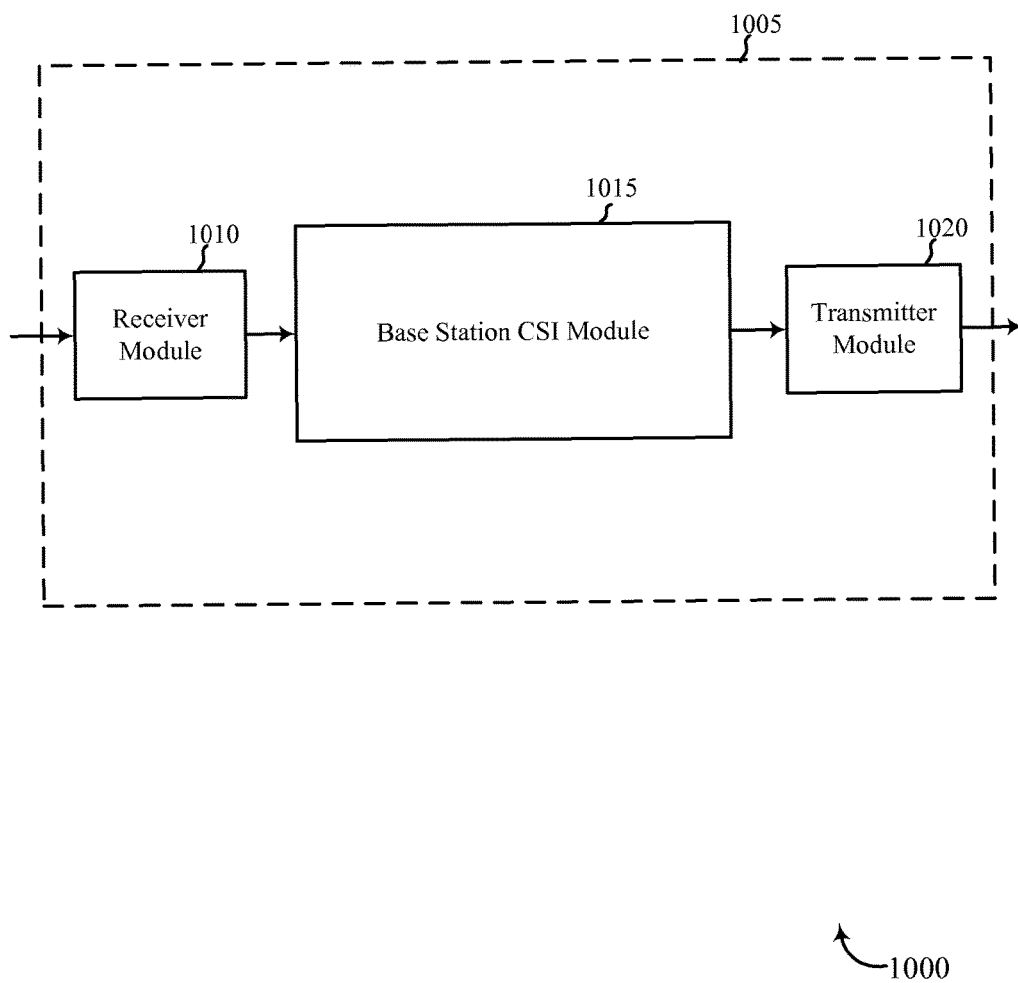 1005
1015
1010
1020
Receiver
Module
Base Station CSI Module
Transmitter
Module
1000